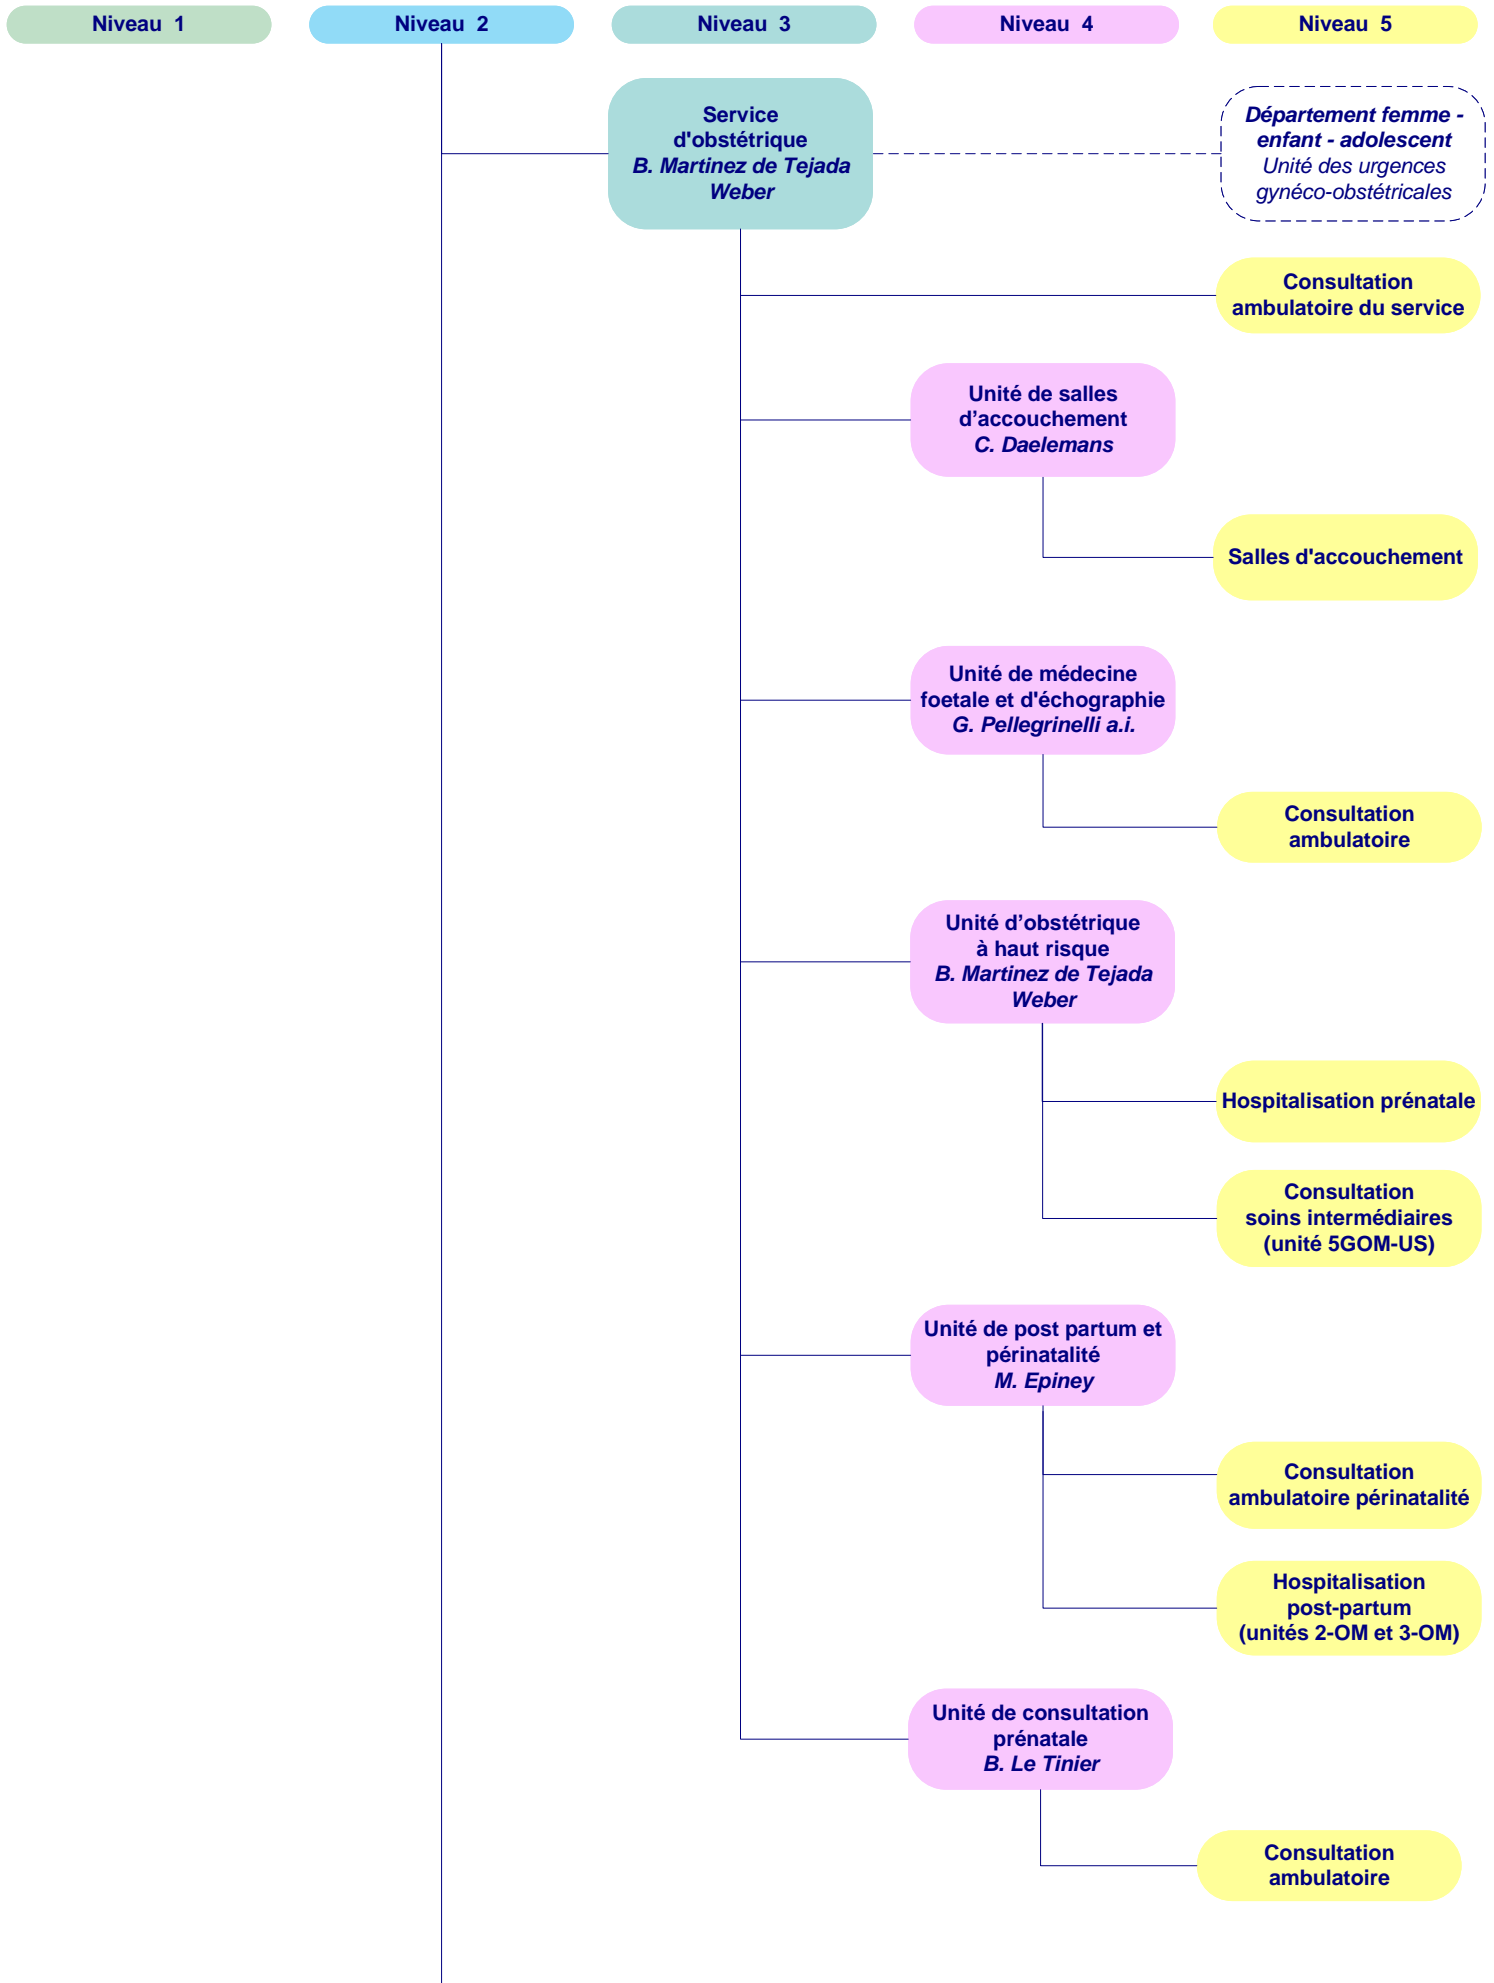 Niveau 1
Niveau 2
Niveau 3
Niveau 4
Niveau 5
Service
d'obstétrique
B. Martinez de Tejada
Weber
Département femme -
enfant - adolescent
Unité des urgences
gynéco-obstétricales
Consultation
ambulatoire du service
Unité de salles
d’accouchement
C. Daelemans
Salles d'accouchement
Unité de médecine
foetale et d'échographie
G. Pellegrinelli a.i.
Consultation
ambulatoire
Unité d’obstétrique
à haut risque
B. Martinez de Tejada
Weber
Hospitalisation prénatale
Consultation
soins intermédiaires
(unité 5GOM-US)
Unité de post partum et
périnatalité
M. Epiney
Consultation
ambulatoire périnatalité
Hospitalisation
post-partum
(unités 2-OM et 3-OM)
Unité de consultation
prénatale
B. Le Tinier
Consultation
ambulatoire